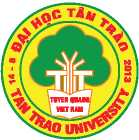 ĐẠI HỌC TÂN TRÀO
14 - 8
2013
TUYEN QUANG
VIET NAM
TAN TRAO UNIVERSITY